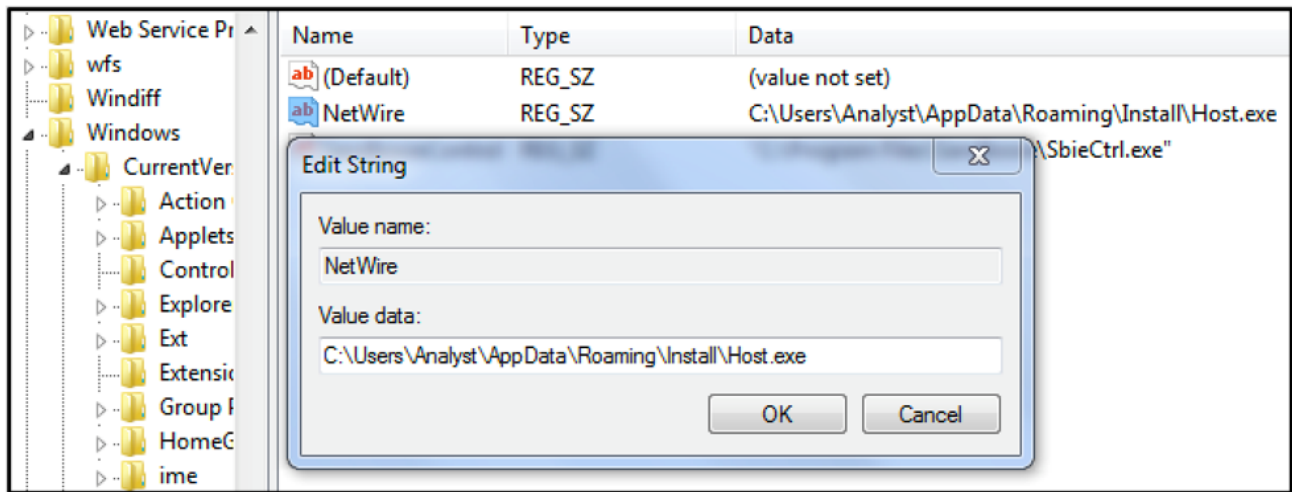 Web Service Pr
wfs
Windiff
Windows
CurrentVer
Action
Applets
Control
Explore
Ext
Extensic
Group
HomeG
ime
Name Type Data
(Default) REG_SZ (value not set)
NetWire REG_SZ C:\Users\Analyst\AppData\Roaming\Install\Host.exe
\SbieCtrl.exe"
Edit String
Value name:
NetWire
Value data:
C:\Users\Analyst\AppData\Roaming\Install\Host.exe
OK Cancel